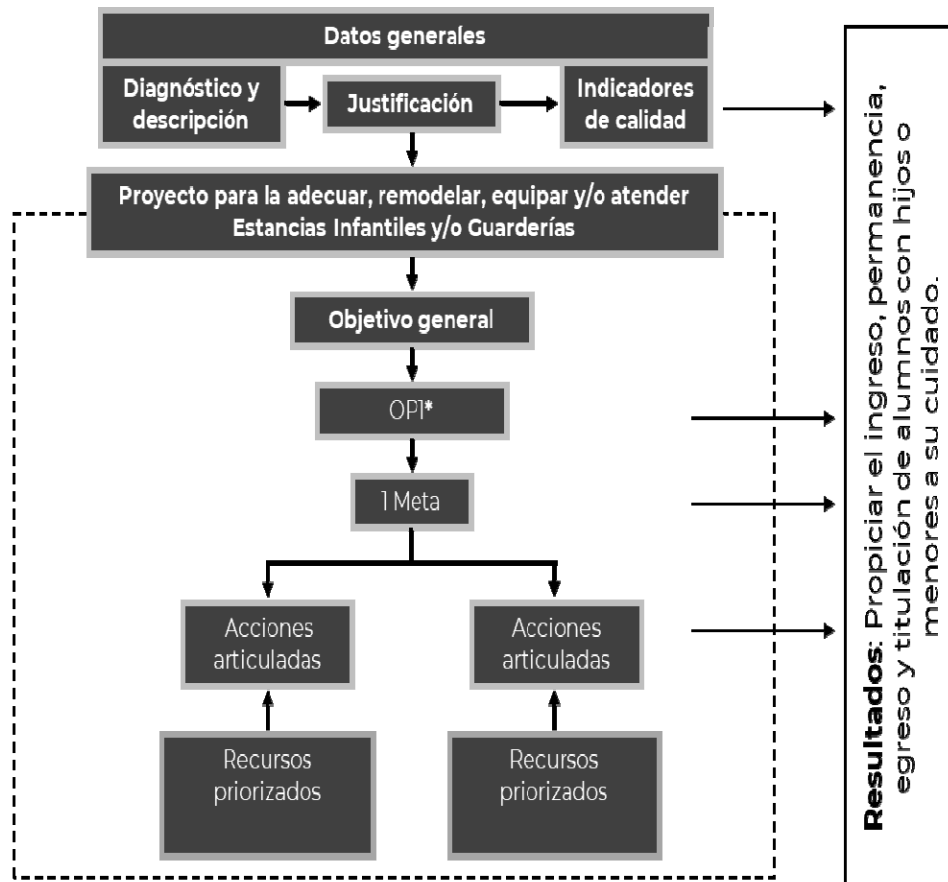 Datos generales
Diagnóstico y
descripción
Justificación
Indicadores
de calidad
Proyecto para la adecuar, remodelar, equipar y/o atender
Estancias Infantiles y/o Guarderías
Objetivo general
OP1*
1 Meta
Acciones
articuladas
Acciones
articuladas
Recursos
priorizados
Recursos
priorizados
Resultados: Propiciar el ingreso, permanencia,
egreso y titulación de alumnos con hijos o
menores a su cuidado.